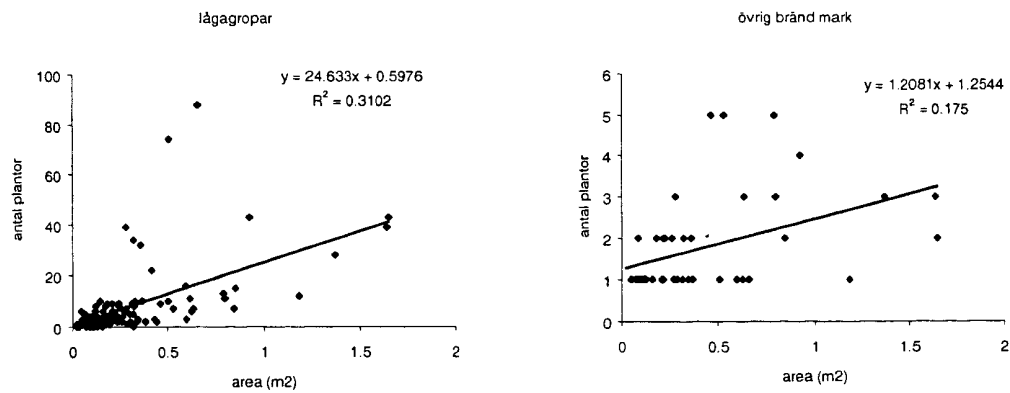 lågagropar
y = 24.633x + 0.5976
R² = 0.3102
antal plantor
100
80
60
40
20
0
0 0.5 1 1.5 2
area (m2)
övrig bränd mark
y = 1.2081x + 1.2544
R² = 0.175
antal plantor
6
5
4
3
2
1
0
0 0.5 1 1.5 2
area (m2)